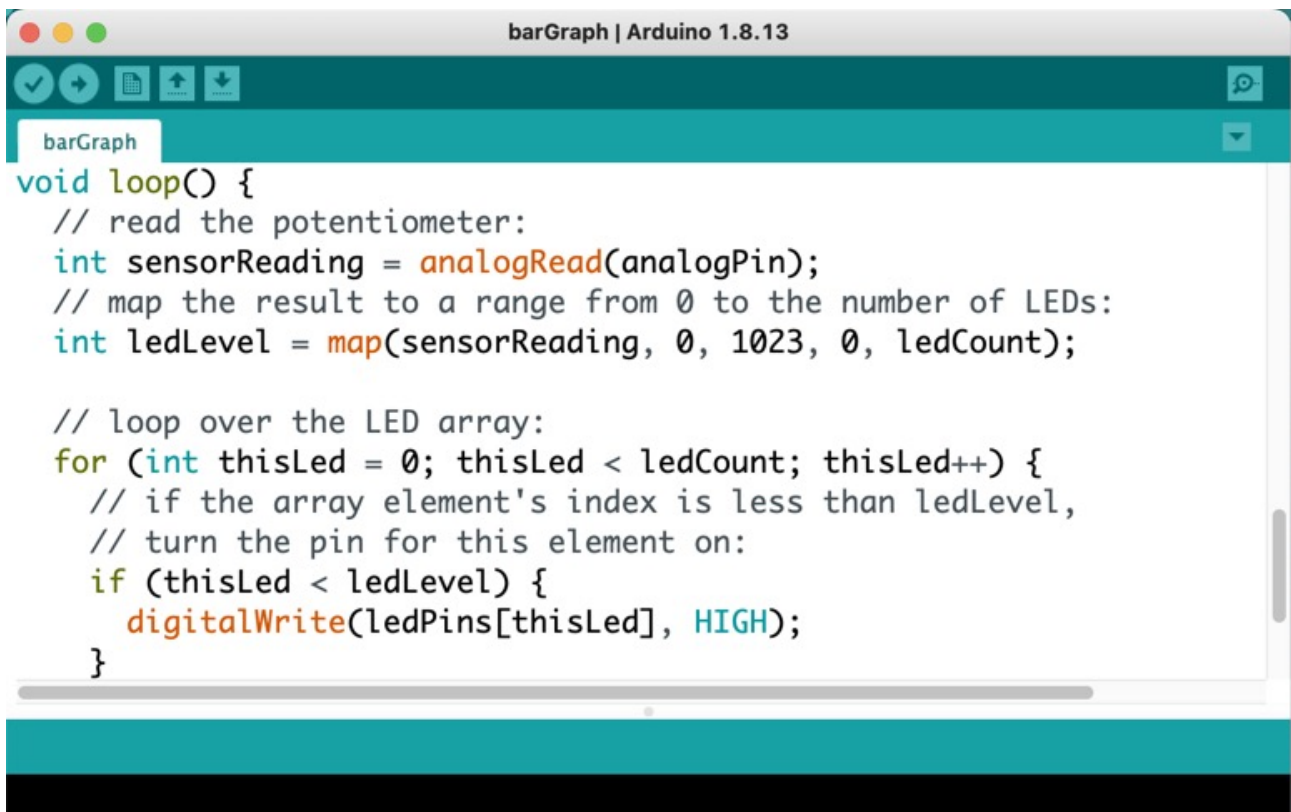 barGraph | Arduino 1.8.13
barGraph
void loop() {
  // read the potentiometer:
  int sensorReading = analogRead(analogPin);
  // map the result to a range from 0 to the number of LEDs:
  int ledLevel = map(sensorReading, 0, 1023, 0, ledCount);

  // loop over the LED array:
  for (int thisLed = 0; thisLed < ledCount; thisLed++) {
    // if the array element's index is less than ledLevel,
    // turn the pin for this element on:
    if (thisLed < ledLevel) {
      digitalWrite(ledPins[thisLed], HIGH);
    }